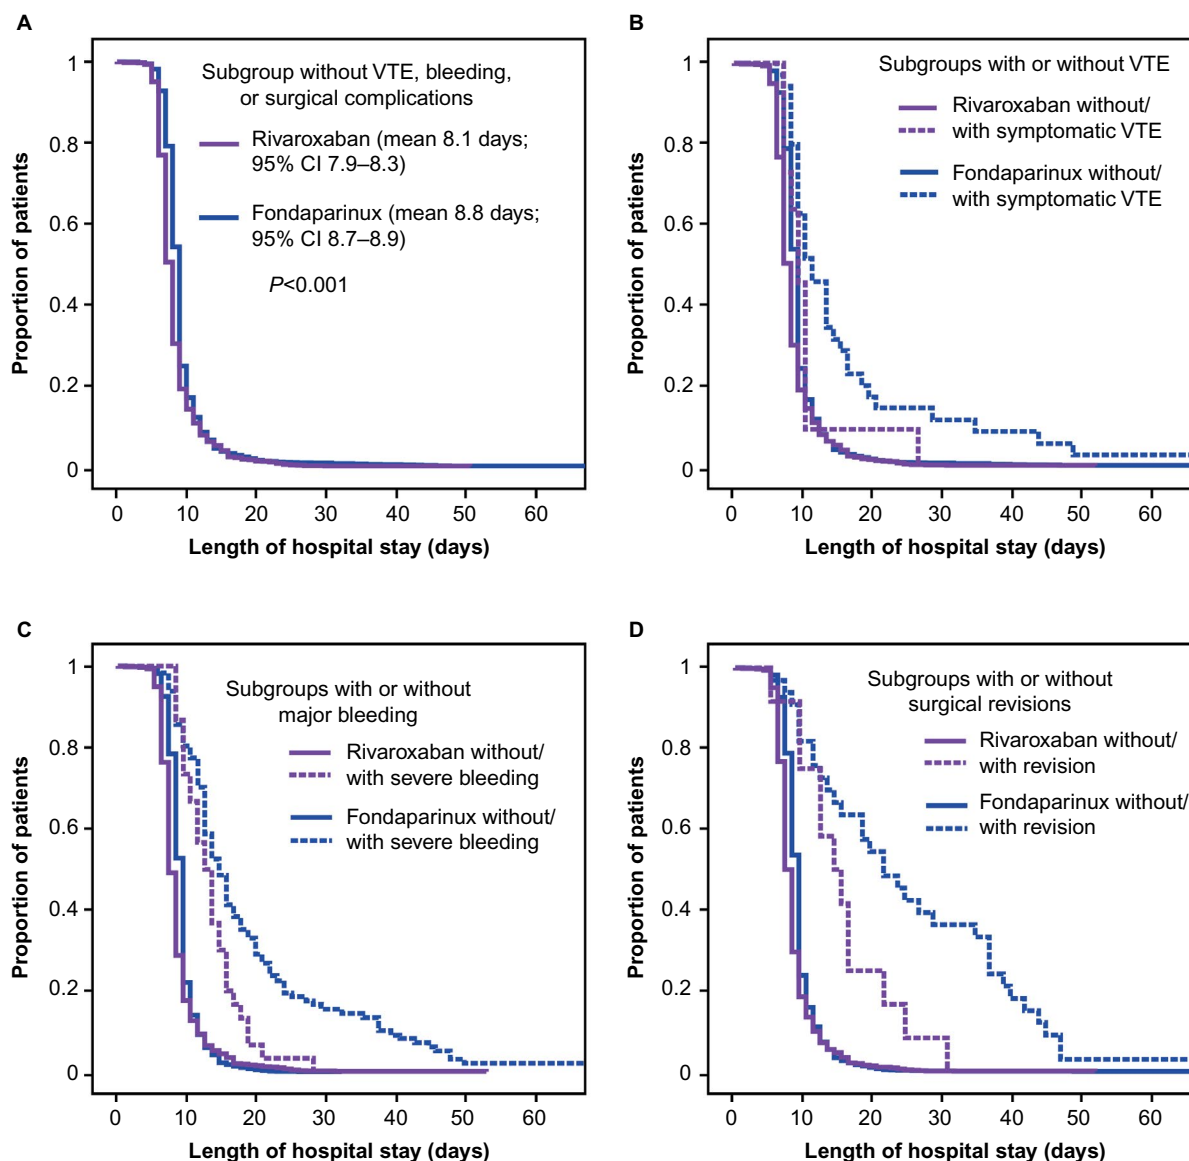 A
Subgroup without VTE, bleeding,
or surgical complications
Rivaroxaban (mean 8.1 days;
95% CI 7.9–8.3)
Fondaparinux (mean 8.8 days;
95% CI 8.7–8.9)
P<0.001
Proportion of patients
1
0.8
0.6
0.4
0.2
0
0 10 20 30 40 50 60
Length of hospital stay (days)
B
Subgroups with or without VTE
Rivaroxaban without/
with symptomatic VTE
Fondaparinux without/
with symptomatic VTE
Proportion of patients
1
0.8
0.6
0.4
0.2
0
0 10 20 30 40 50 60
Length of hospital stay (days)
C
Subgroups with or without
major bleeding
Rivaroxaban without/
with severe bleeding
Fondaparinux without/
with severe bleeding
Proportion of patients
1
0.8
0.6
0.4
0.2
0
0 10 20 30 40 50 60
Length of hospital stay (days)
D
Subgroups with or without
surgical revisions
Rivaroxaban without/
with revision
Fondaparinux without/
with revision
Proportion of patients
1
0.8
0.6
0.4
0.2
0
0 10 20 30 40 50 60
Length of hospital stay (days)